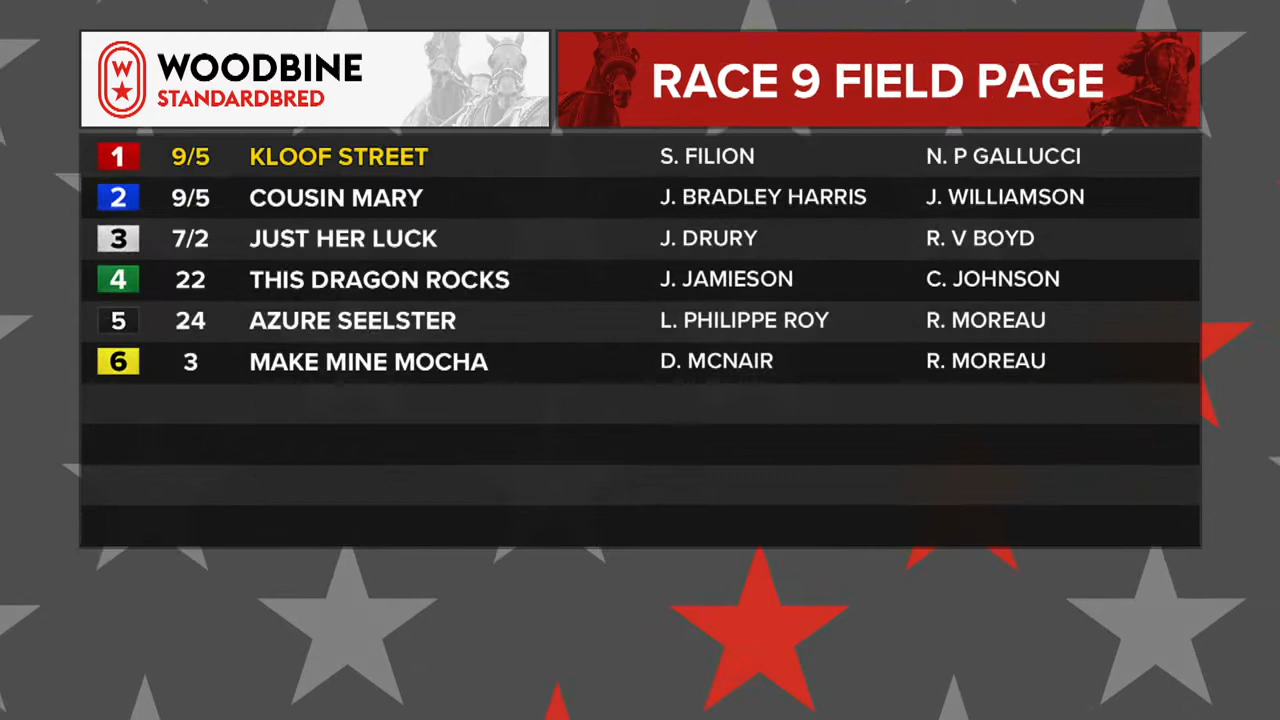 W
WOODBINE
STANDARDBRED
RACE 9 FIELD PAGE
1 9/5 KLOOF STREET S. FILION N. P GALLUCCI
2 9/5 COUSIN MARY J. BRADLEY HARRIS J. WILLIAMSON
3 7/2 JUST HER LUCK J. DRURY R. V BOYD
4 22 THIS DRAGON ROCKS J. JAMIESON C. JOHNSON
5 24 AZURE SEELSTER L. PHILIPPE ROY R. MOREAU
6 3 MAKE MINE MOCHA D. MCNAIR R. MOREAU